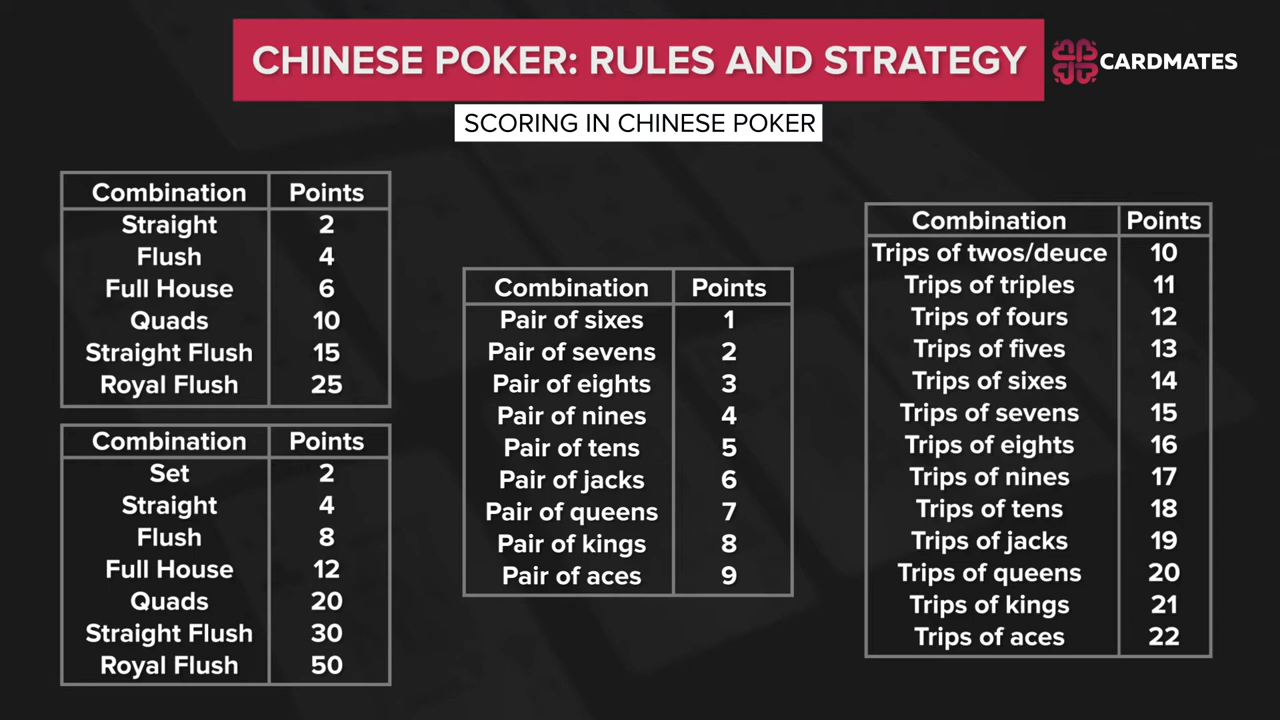 CHINESE POKER: RULES AND STRATEGY
CARDMATES
SCORING IN CHINESE POKER
Combination Points
Straight 2
Flush 4
Full House 6
Quads 10
Straight Flush 15
Royal Flush 25
Combination Points
Set 2
Straight 4
Flush 8
Full House 12
Quads 20
Straight Flush 30
Royal Flush 50
Combination Points
Pair of sixes 1
Pair of sevens 2
Pair of eights 3
Pair of nines 4
Pair of tens 5
Pair of jacks 6
Pair of queens 7
Pair of kings 8
Pair of aces 9
Combination Points
Trips of twos/deuce 10
Trips of triples 11
Trips of fours 12
Trips of fives 13
Trips of sixes 14
Trips of sevens 15
Trips of eights 16
Trips of nines 17
Trips of tens 18
Trips of jacks 19
Trips of queens 20
Trips of kings 21
Trips of aces 22